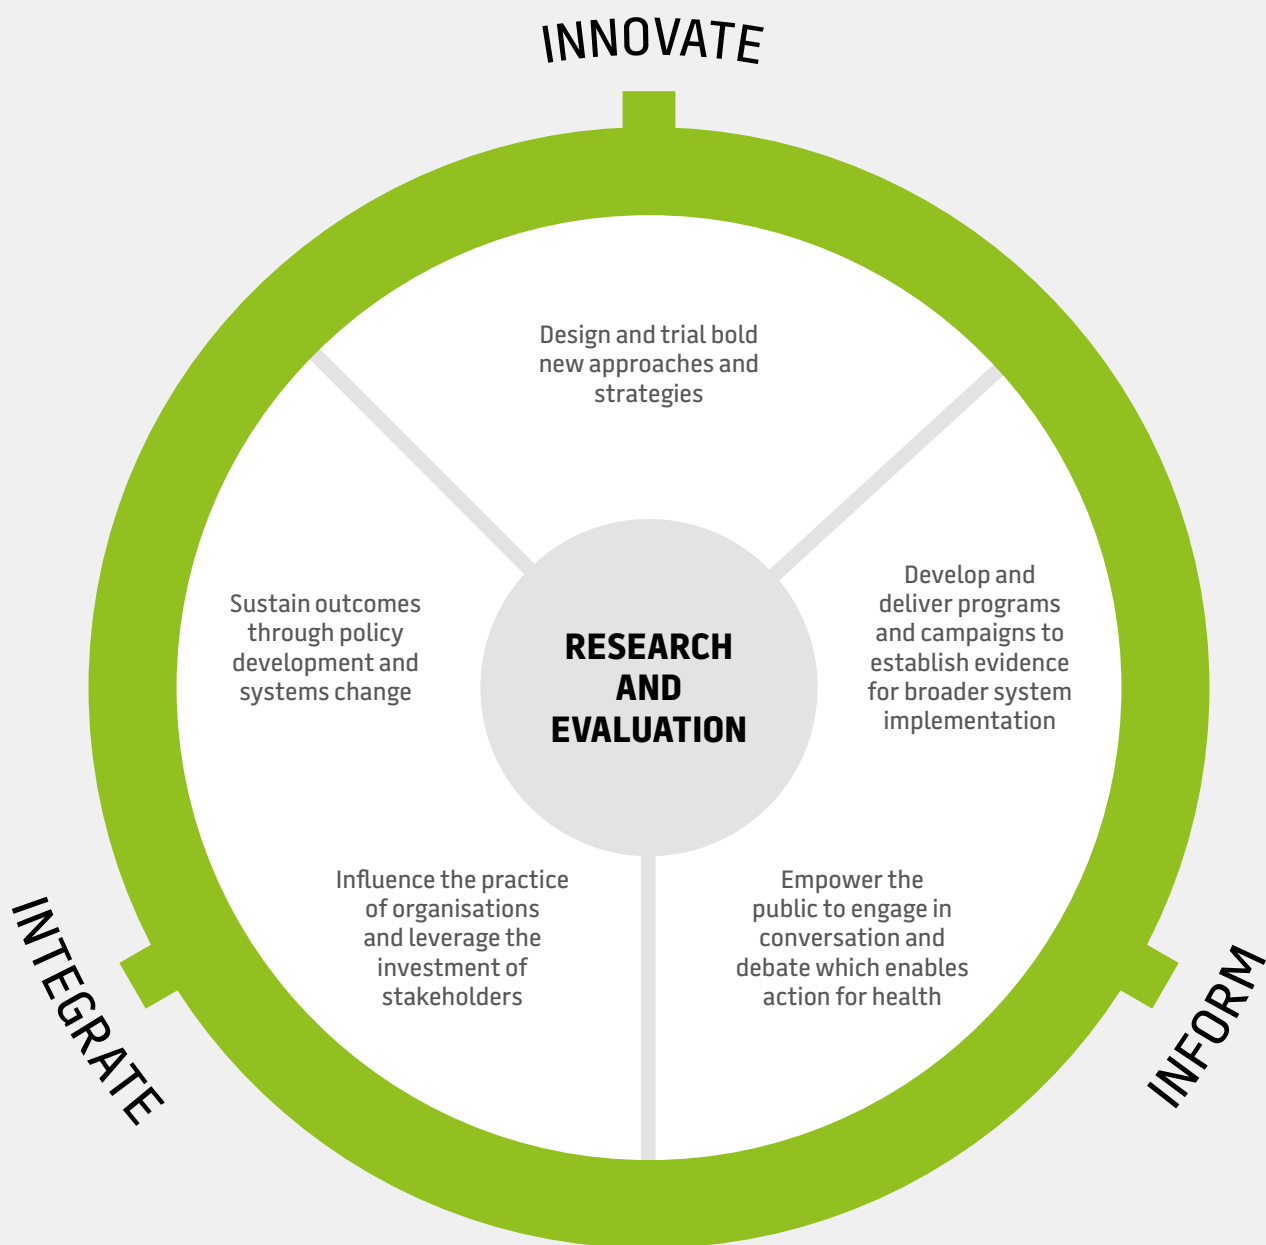 INNOVATE
Design and trial bold
new approaches and
strategies
Develop and
deliver programs
and campaigns to
establish evidence
for broader system
implementation
Sustain outcomes
through policy
development and
systems change
RESEARCH
AND
EVALUATION
Influence the practice
of organisations
and leverage the
investment of
stakeholders
Empower the
public to engage in
conversation and
debate which enables
action for health
INTEGRATE
INFORM